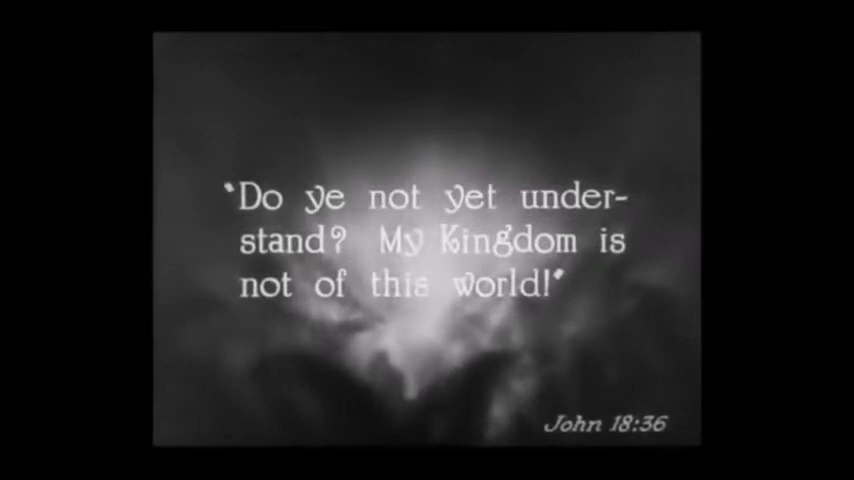 "Do ye not yet under-
stand? My Kingdom is
not of this world!"
John 18:36